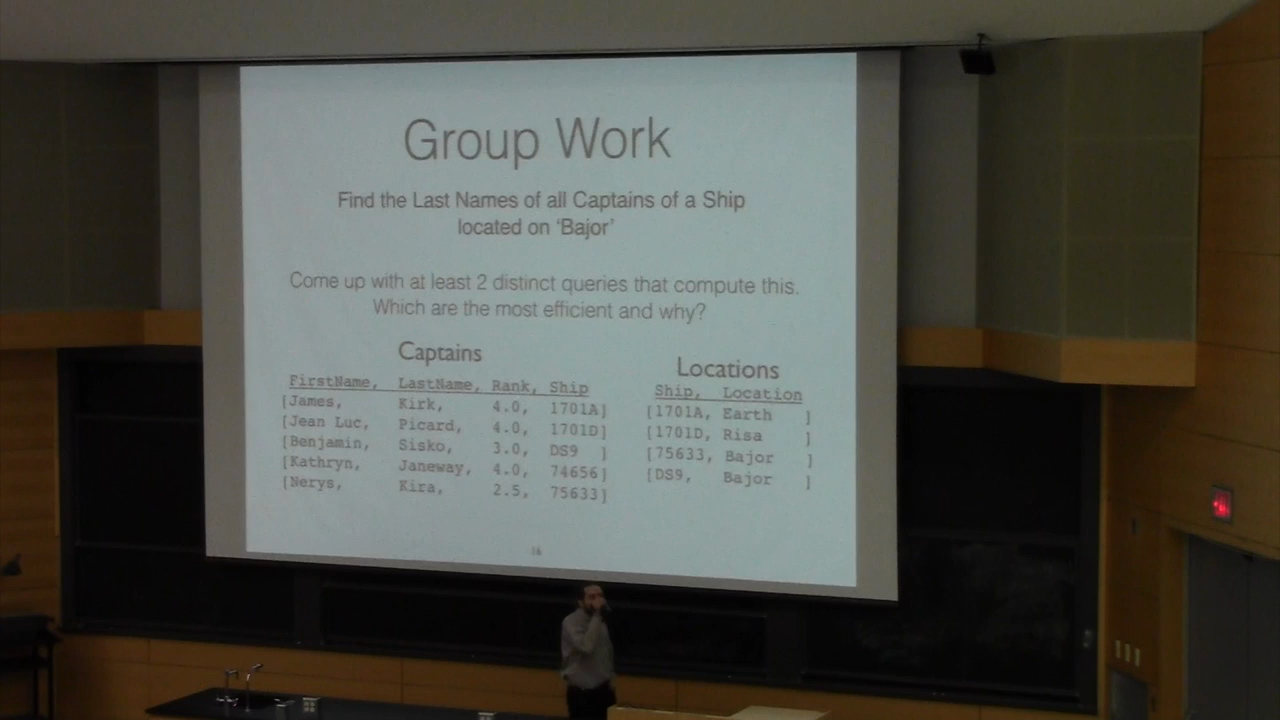 Group Work
Find the Last Names of all Captains of a Ship
located on ‘Bajor’
Come up with at least 2 distinct queries that compute this.
Which are the most efficient and why?
Captains
FirstName, LastName, Rank, Ship
[James, Kirk, 4.0, 1701A]
[Jean Luc, Picard, 4.0, 1701D]
[Benjamin, Sisko, 3.0, DS9 ]
[Kathryn, Janeway, 4.0, 74656]
[Nerys, Kira, 2.5, 75633]
Locations
Ship, Location
[1701A, Earth ]
[1701D, Risa ]
[75633, Bajor ]
[DS9, Bajor ]
16